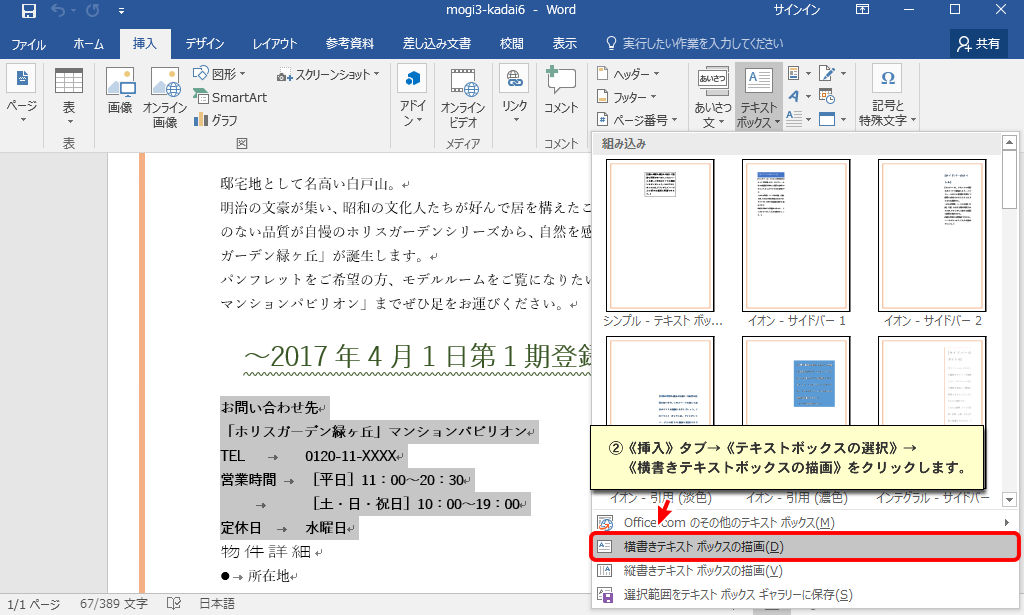 mogi3-kadai6 - Word
サインイン
ファイル ホーム 挿入 デザイン レイアウト 参考資料 差し込み文書 校閲 表示 実行したい作業を入力してください 共有
ページ
表
表
画像
オンライン
画像
図形
SmartArt
グラフ
スクリーンショット
図
アドイ
ン
オンライン
ビデオ
メディア
リンク
コメント
コメント
ヘッダー
フッター
ページ番号
あいさつ
あいさつ
文
テキスト
ボックス
記号と
特殊文字
組み込み
シンプル - テキスト ボッ...
イオン - サイドバー 1
イオン - サイドバー 2
邸宅地として名高い白戸山。
明治の文豪が集い、昭和の文化人たちが好んで居を構えたこ
のない品質が自慢のホリスガーデンシリーズから、自然を感
ガーデン緑ヶ丘」が誕生します。
パンフレットをご希望の方、モデルルームをご覧になりたい
マンションパビリオン」までぜひ足をお運びください。
～2017 年 4 月 1 日第 1 期登録
お問い合わせ先
「ホリスガーデン緑ヶ丘」マンションパビリオン
TEL → 0120-11-XXXX
営業時間 → ［平日］11：00～20：30
→ ［土・日・祝日］10：00～19：00
定休日 → 水曜日
物件詳細
●→所在地
②《挿入》タブ→《テキストボックスの選択》→
《横書きテキストボックスの描画》をクリックします。
イオン - 引用 (淡色)
イオン - 引用 (濃色)
インテグラル - サイドバー
Office.com のその他のテキスト ボックス(M)
横書きテキスト ボックスの描画(D)
縦書きテキスト ボックスの描画(V)
選択範囲をテキスト ボックス ギャラリーに保存(S)
1/1 ページ 67/389 文字 日本語